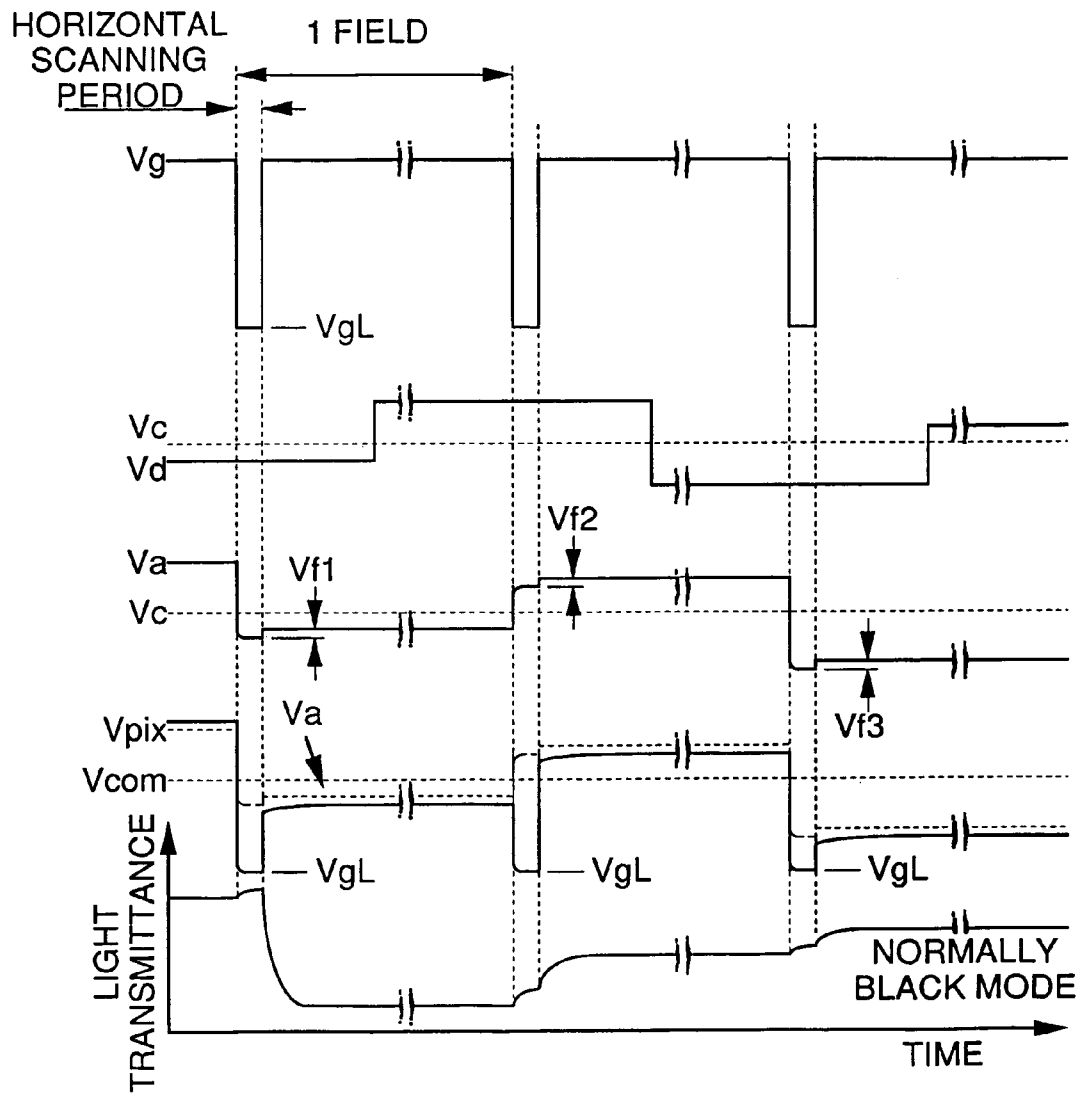 HORIZONTAL
SCANNING
PERIOD
1 FIELD
Vg
VgL
Vc
Vd
Vf2
Va
Vf1
Vc
Va
Vf3
Vpix
Vcom
VgL
VgL
VgL
LIGHT
TRANSMITTANCE
NORMALLY
BLACK MODE
TIME